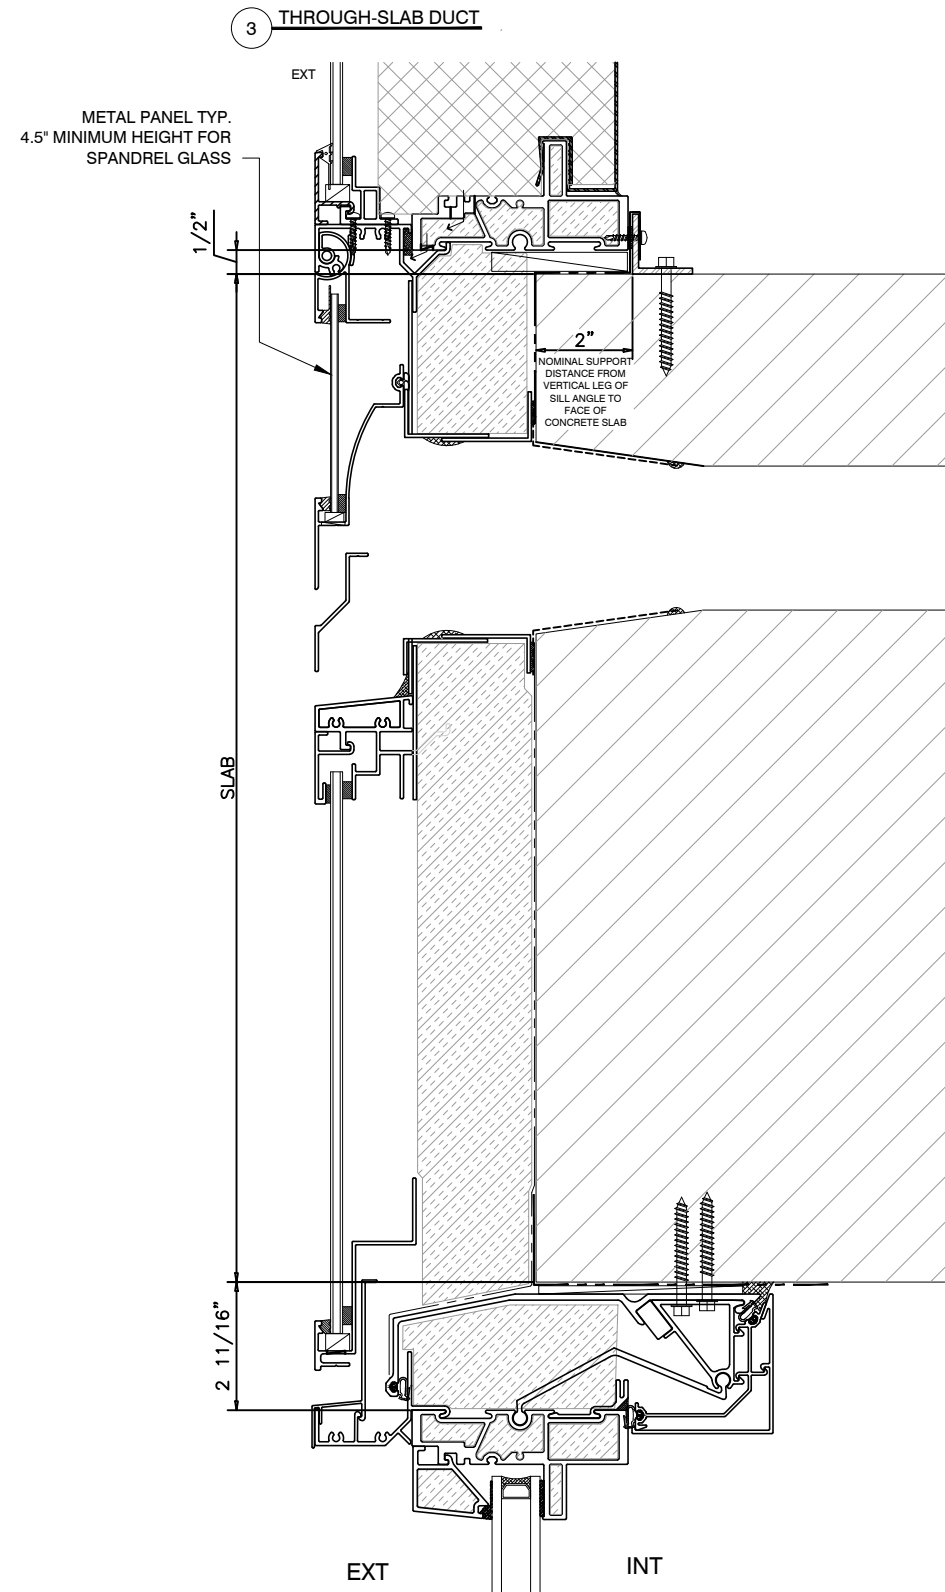 3 THROUGH-SLAB DUCT
EXT
METAL PANEL TYP.
4.5" MINIMUM HEIGHT FOR
SPANDREL GLASS
1/2"
2"
NOMINAL SUPPORT
DISTANCE FROM
VERTICAL LEG OF
SILL ANGLE TO
FACE OF
CONCRETE SLAB
SLAB
2 11/16"
EXT
INT